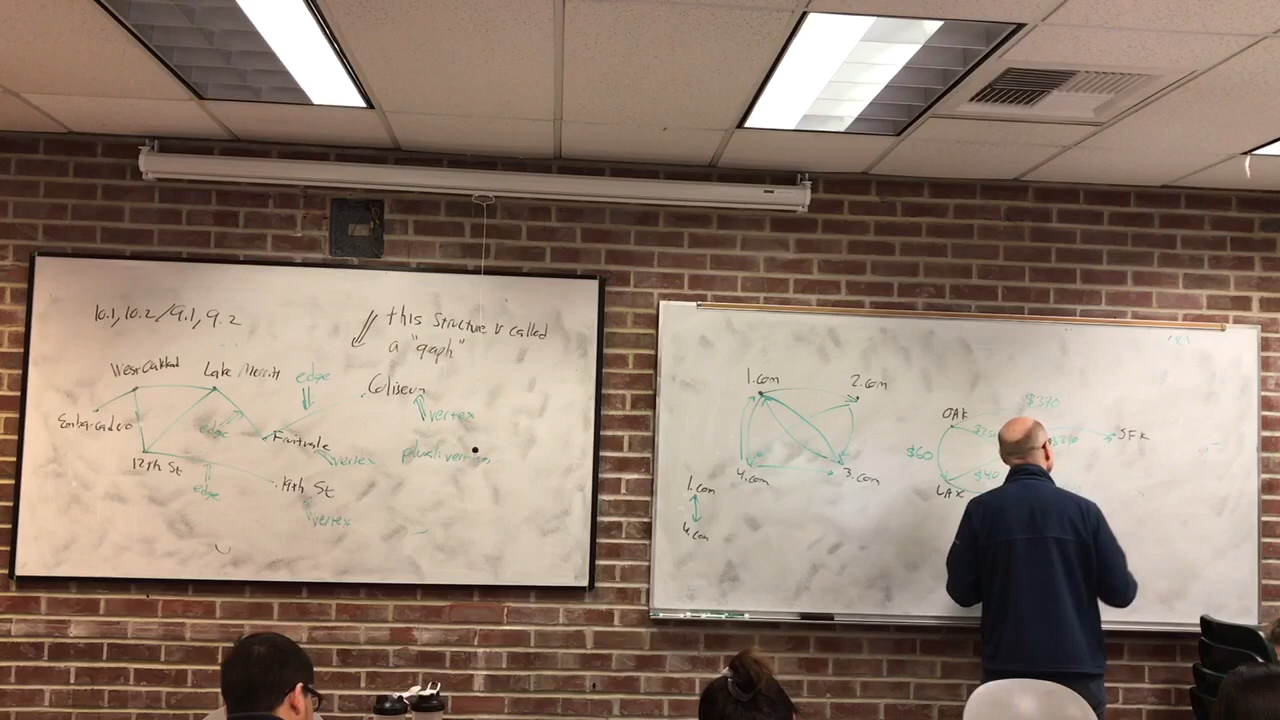 10.1, 10.2 / 9.1, 9.2
this structure is called
a "graph"
West Oakland
Lake Merritt
edge
Coliseum
Embarcadero
edge
vertex
Fruitvale
vertex
12th St
edge
19th St
vertex
1.com
2.com
4.com
3.com
1.com
4.com
OAK
$370
$60
$40
LAX
SFK